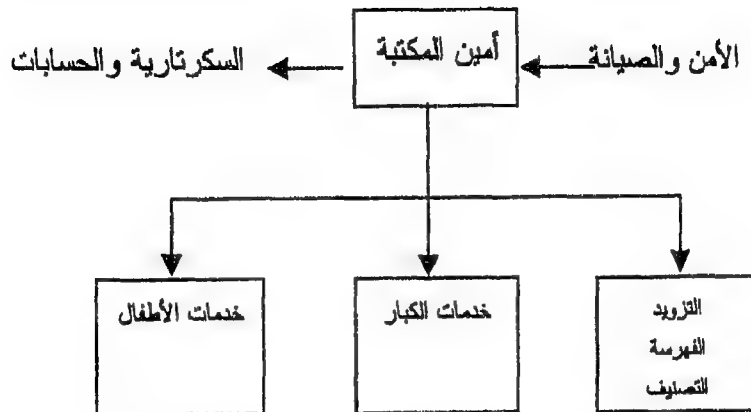 الأمن والصيانة
أمين المكتبة
السكرتارية والحسابات
التزويد
الفهرسة
التصنيف
خدمات الكبار
خدمات الأطفال